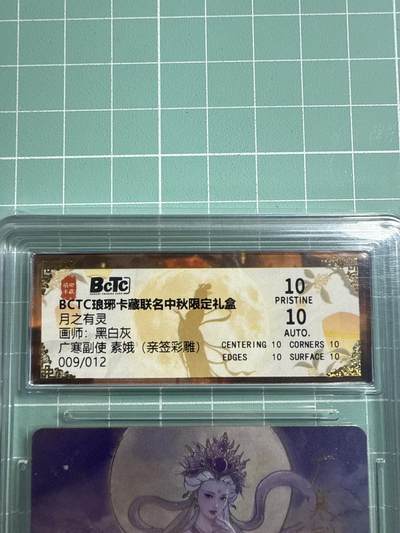 BCTC
BCTC琅琊卡藏联名中秋限定礼盒
月之有灵
画师：黑白灰
广寒副使 素娥（亲签彩雕）
009/012
10
PRISTINE
10
AUTO.
CENTERING 10 CORNERS 10
EDGES 10 SURFACE 10